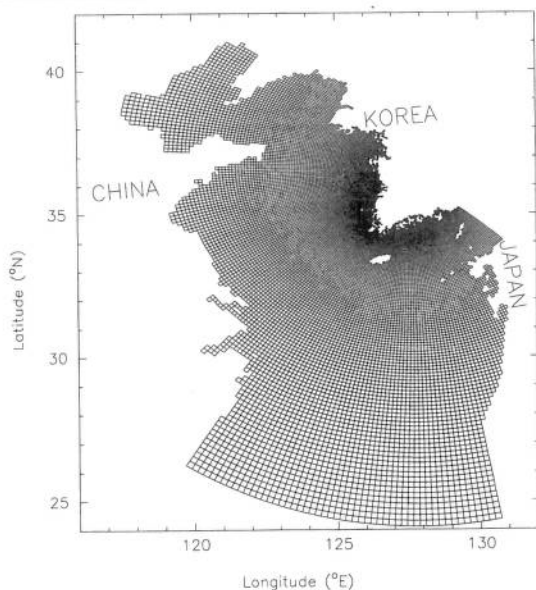 40
KOREA
CHINA
35
JAPAN
Latitude (°N)
30
25
120
125
130
Longitude (°E)